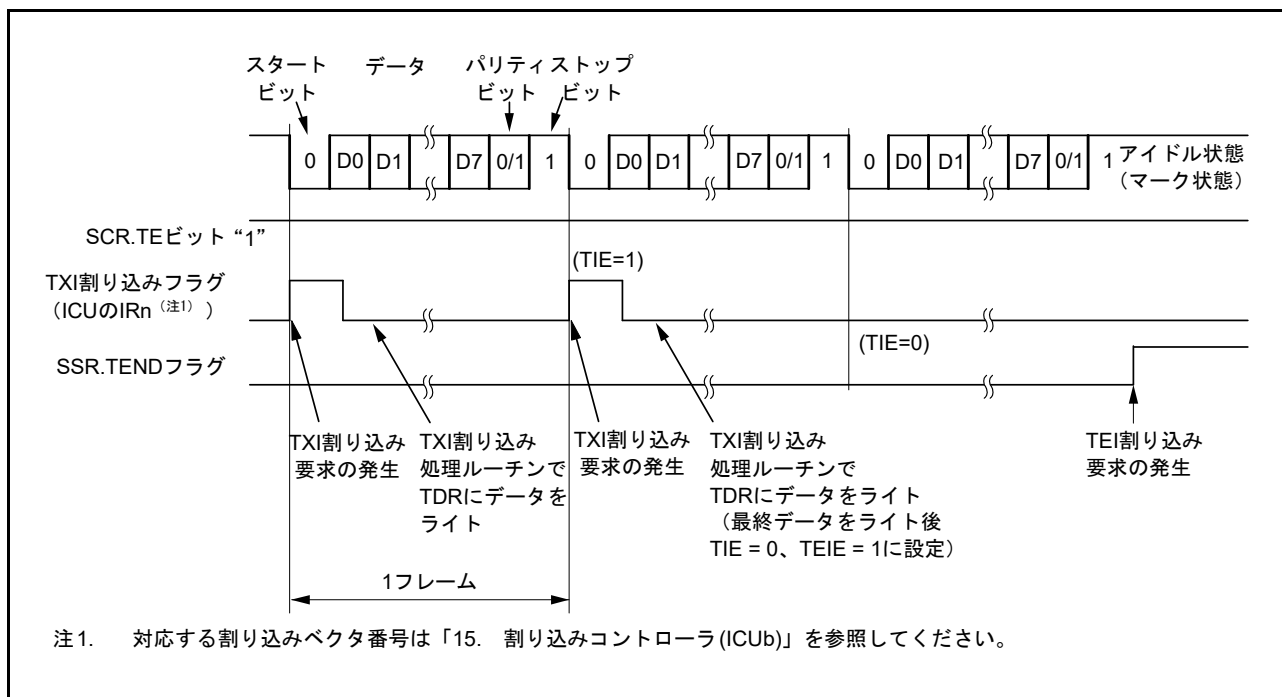 スタート
ビット
データ
パリティ
ビット
ストップ
ビット
0 D0 D1 D7 0/1 1 0 D0 D1 D7 0/1 1 0 D0 D1 D7 0/1 1 アイドル状態
（マーク状態）
SCR.TEビット “1”
TXI割り込みフラグ
（ICUのIRn（注1））
(TIE=1)
(TIE=0)
SSR.TENDフラグ
TXI割り込み
要求の発生
TXI割り込み
処理ルーチンで
TDRにデータを
ライト
TXI割り込み
要求の発生
TXI割り込み
処理ルーチンで
TDRにデータをライト
（最終データをライト後
TIE = 0、TEIE = 1に設定）
TEI割り込み
要求の発生
1フレーム
注1. 対応する割り込みベクタ番号は「15. 割り込みコントローラ(ICUb)」を参照してください。